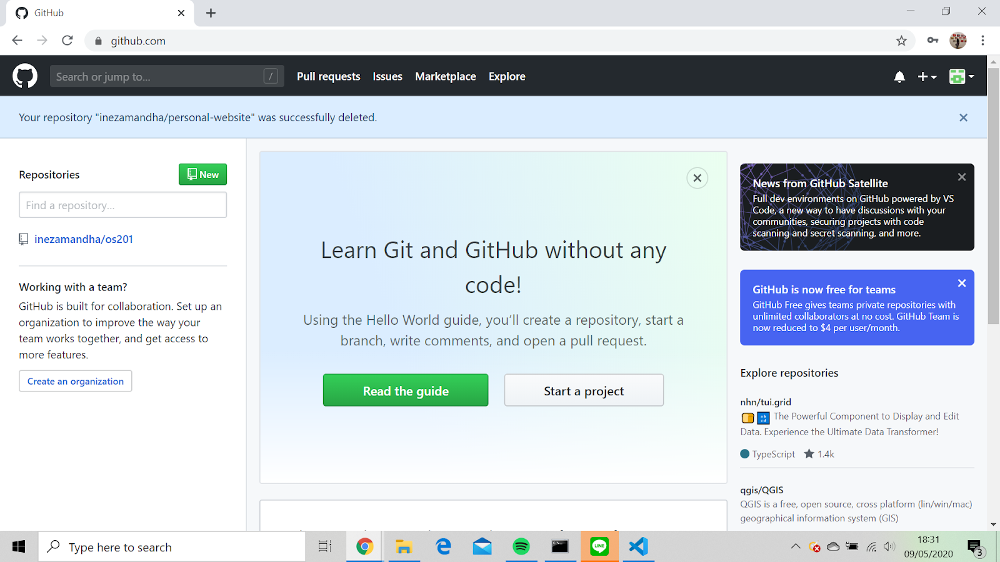 GitHub
github.com
Search or jump to...
/
Pull requests
Issues
Marketplace
Explore
Your repository "inezamandha/personal-website" was successfully deleted.
Repositories
New
Find a repository...
inezamandha/os201
Working with a team?
GitHub is built for collaboration. Set up an
organization to improve the way your
team works together, and get access to
more features.
Create an organization
Learn Git and GitHub without any
code!
Using the Hello World guide, you’ll create a repository, start a
branch, write comments, and open a pull request.
Read the guide
Start a project
News from GitHub Satellite
Full dev environments on GitHub powered by VS
Code, a new way to have discussions with your
communities, securing projects with code
scanning and secret scanning, and more.
GitHub is now free for teams
GitHub Free gives teams private repositories with
unlimited collaborators at no cost. GitHub Team is
now reduced to $4 per user/month.
Explore repositories
nhn/tui.grid
The Powerful Component to Display and Edit
Data. Experience the Ultimate Data Transformer!
TypeScript 1.4k
qgis/QGIS
QGIS is a free, open source, cross platform (lin/win/mac)
geographical information system (GIS)
Type here to search
LINE
18:31
09/05/2020
3